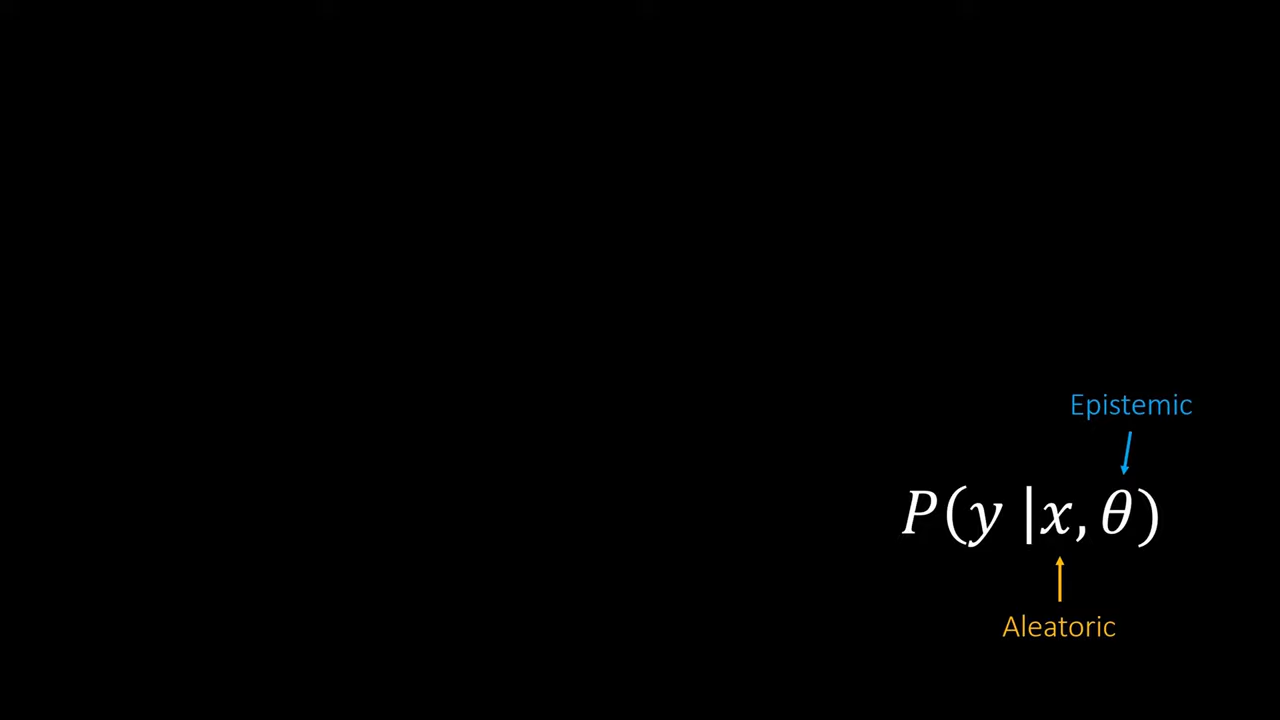 Epistemic
P(y |x, θ)
Aleatoric